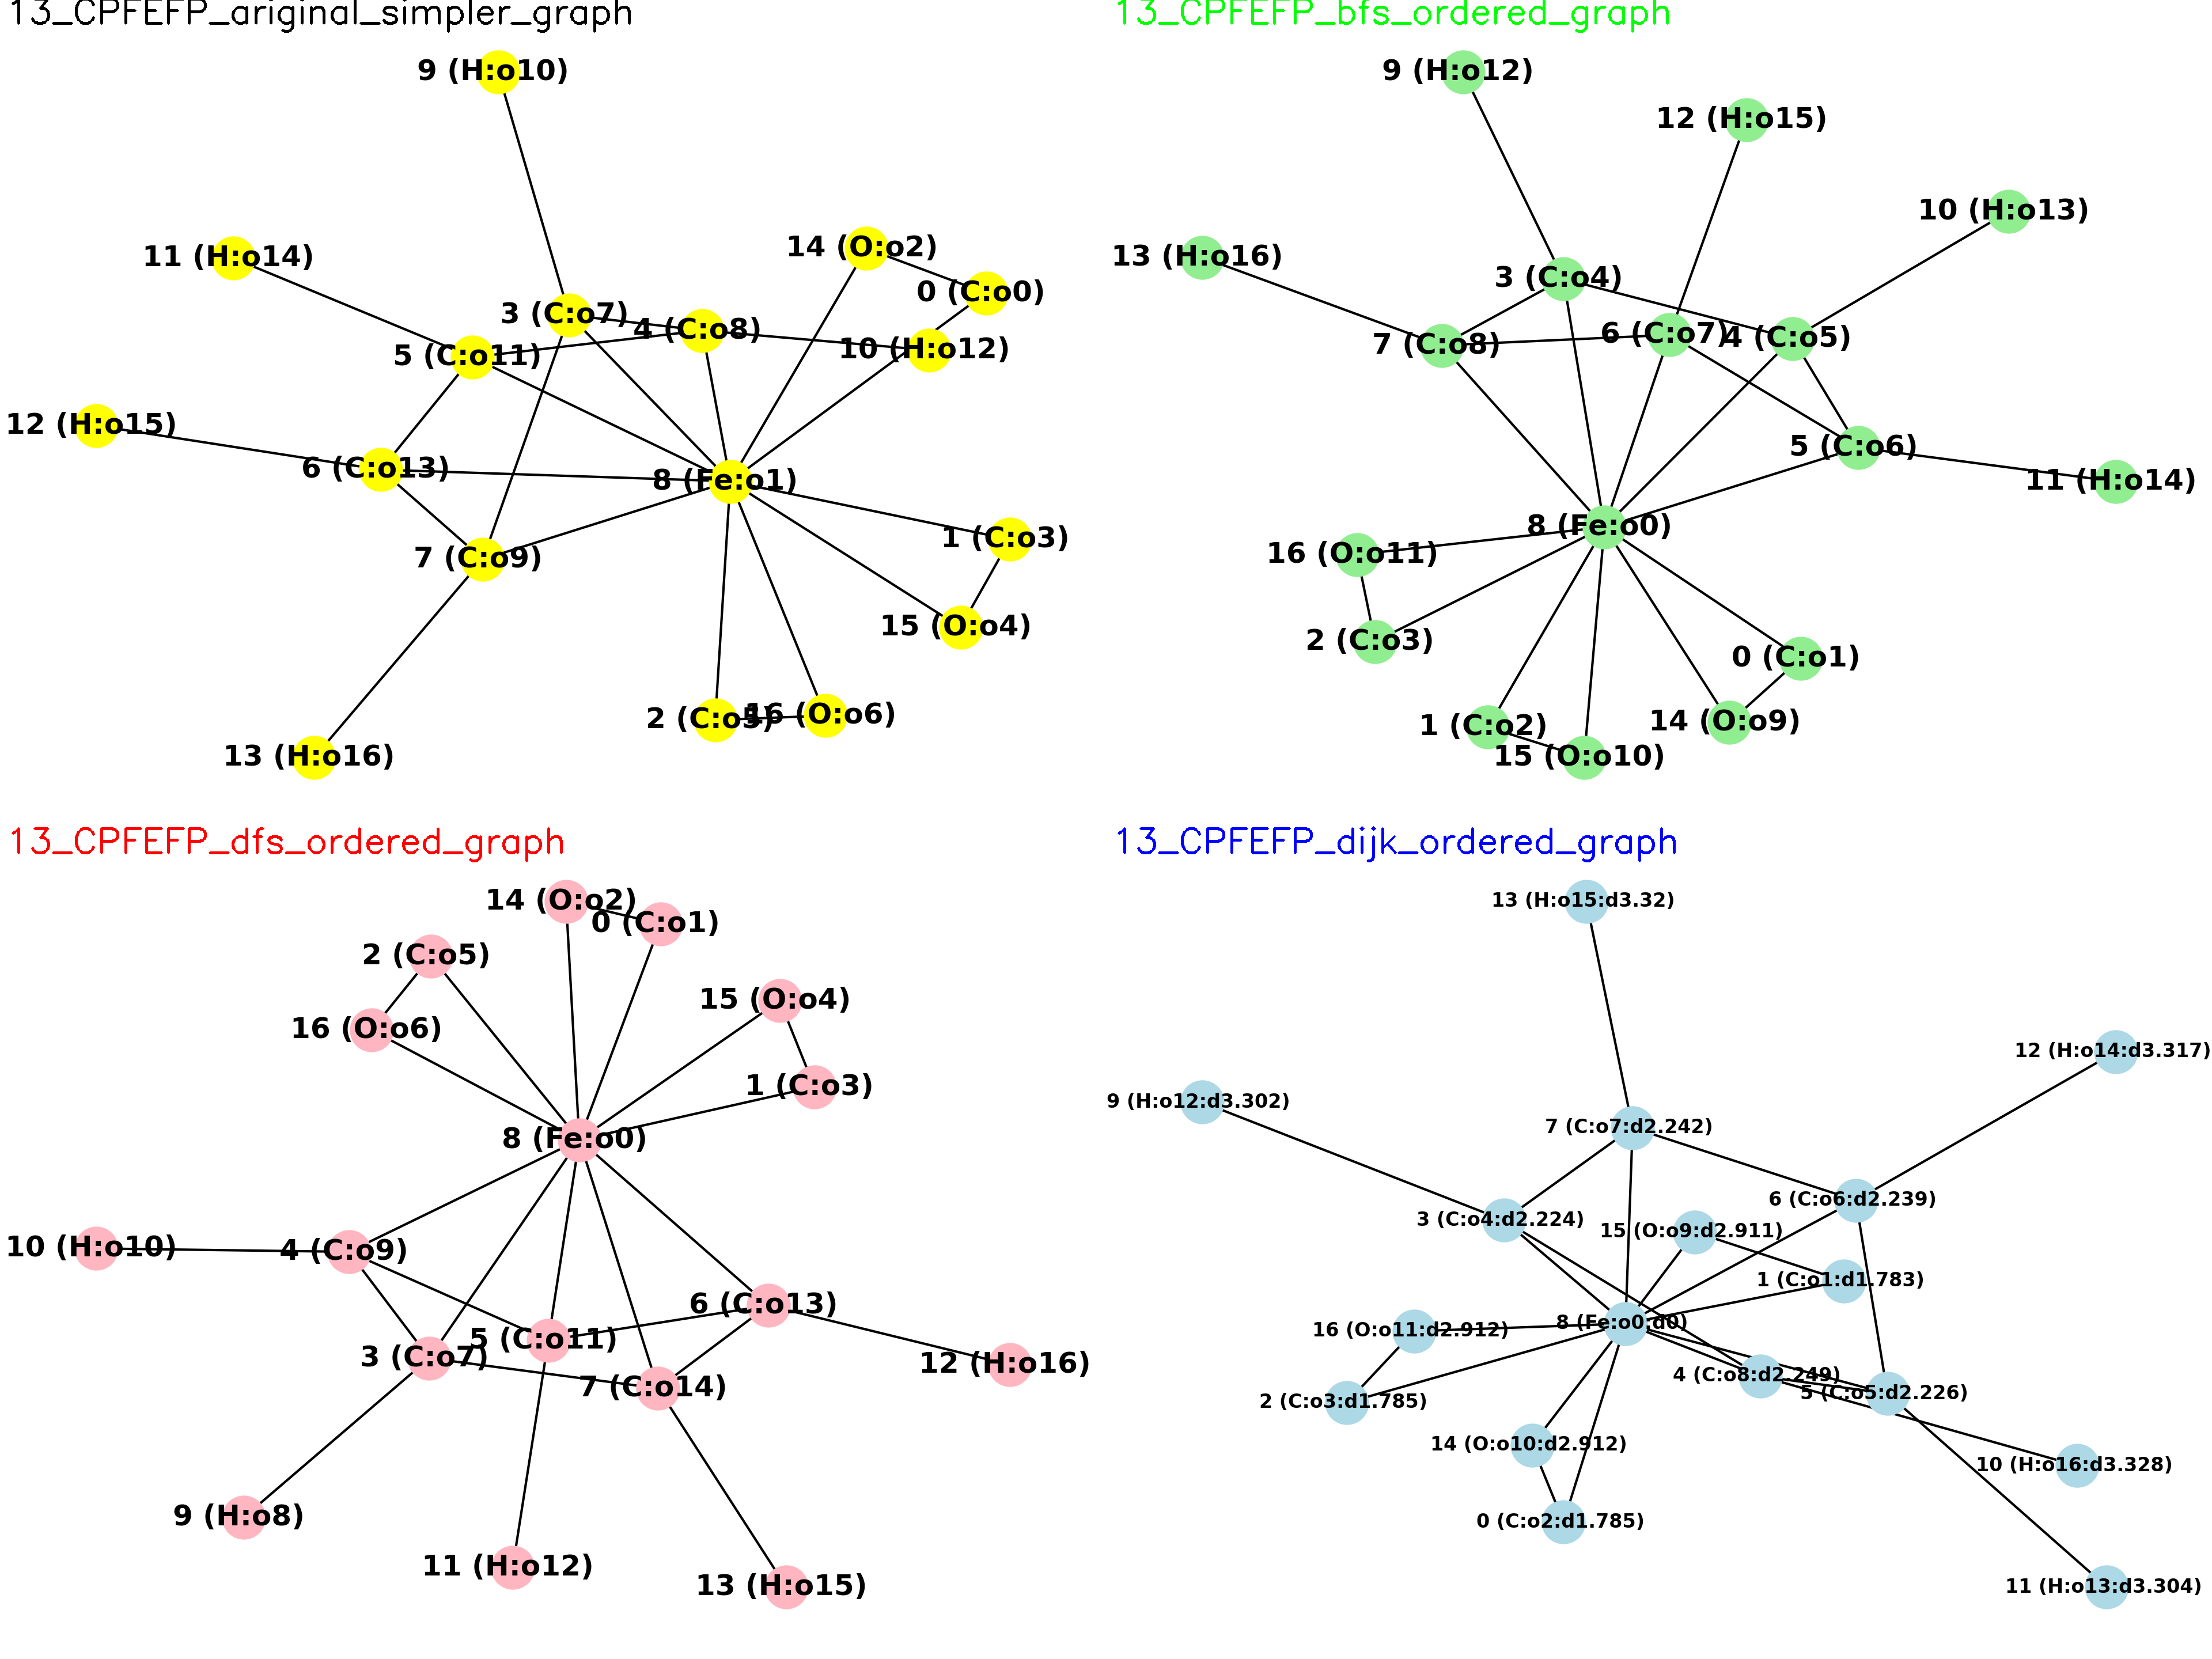 13_CPFEFP_ariginal_simpler_graph
9 (H:o10)
14 (O:o2)
11 (H:o14)
0 (C:o0)
3 (C:o7)
4 (C:o8)
10 (H:o12)
5 (C:o11)
12 (H:o15)
6 (C:o13)
8 (Fe:o1)
1 (C:o3)
7 (C:o9)
15 (O:o4)
2 (C:o5)
16 (O:o6)
13 (H:o16)
13_CPFEFP_bfs_ordered_graph
9 (H:o12)
12 (H:o15)
10 (H:o13)
13 (H:o16)
3 (C:o4)
6 (C:o7)
4 (C:o5)
7 (C:o8)
5 (C:o6)
11 (H:o14)
8 (Fe:o0)
16 (O:o11)
2 (C:o3)
0 (C:o1)
14 (O:o9)
1 (C:o2)
15 (O:o10)
13_CPFEFP_dfs_ordered_graph
14 (O:o2)
0 (C:o1)
2 (C:o5)
15 (O:o4)
16 (O:o6)
1 (C:o3)
8 (Fe:o0)
10 (H:o10)
4 (C:o9)
6 (C:o13)
5 (C:o11)
3 (C:o7)
12 (H:o16)
7 (C:o14)
9 (H:o8)
11 (H:o12)
13 (H:o15)
13_CPFEFP_dijk_ordered_graph
13 (H:o15:d3.32)
12 (H:o14:d3.317)
9 (H:o12:d3.302)
7 (C:o7:d2.242)
6 (C:o6:d2.239)
3 (C:o4:d2.224)
15 (O:o9:d2.911)
1 (C:o1:d1.783)
8 (Fe:o0:d0)
16 (O:o11:d2.912)
4 (C:o8:d2.249)
5 (C:o5:d2.226)
2 (C:o3:d1.785)
14 (O:o10:d2.912)
10 (H:o16:d3.328)
0 (C:o2:d1.785)
11 (H:o13:d3.304)